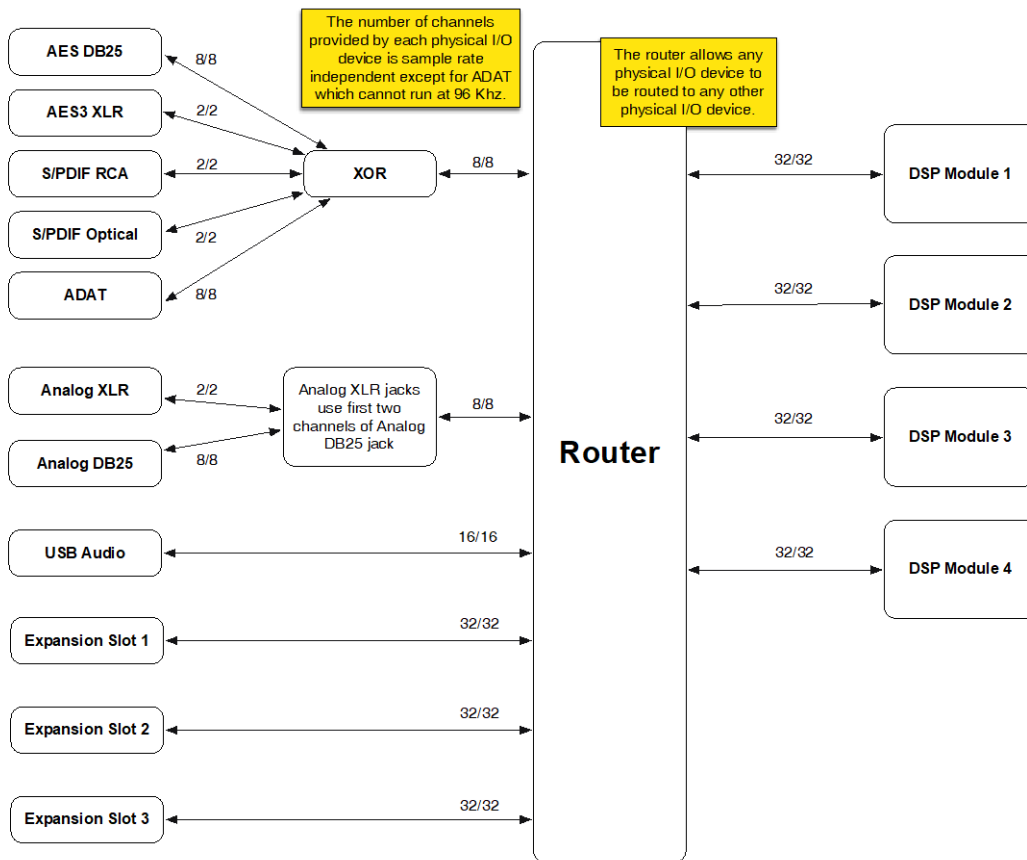 The number of channels
provided by each physical I/O
device is sample rate
independent except for ADAT
which cannot run at 96 Khz.
The router allows any
physical I/O device to
be routed to any other
physical I/O device.
AES DB25
8/8
AES3 XLR
2/2
S/PDIF RCA
2/2
XOR
8/8
S/PDIF Optical
2/2
ADAT
8/8
Analog XLR
2/2
Analog XLR jacks
use first two
channels of Analog
DB25 jack
8/8
Analog DB25
8/8
USB Audio
16/16
Expansion Slot 1
32/32
Expansion Slot 2
32/32
Expansion Slot 3
32/32
Router
32/32
DSP Module 1
32/32
DSP Module 2
32/32
DSP Module 3
32/32
DSP Module 4